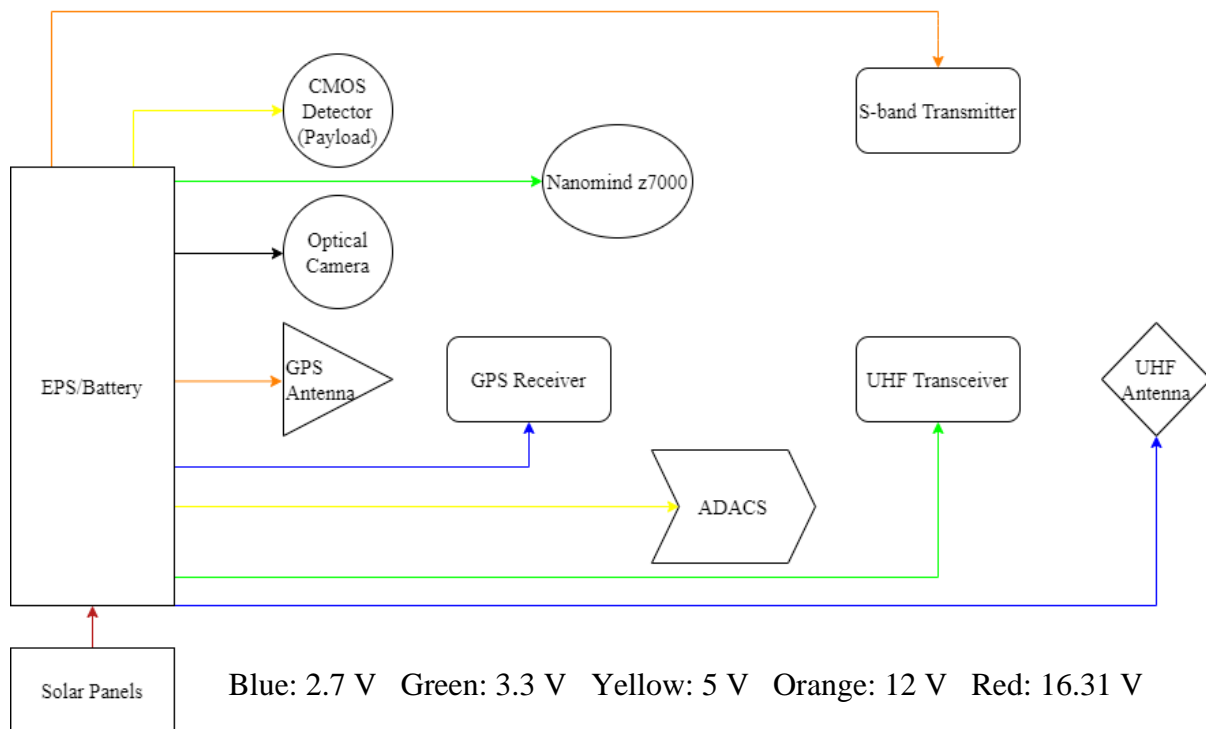 CMOS
Detector
(Payload)
S-band Transmitter
Nanomind z7000
Optical
Camera
EPS/Battery
GPS
Antenna
GPS Receiver
UHF Transceiver
UHF
Antenna
ADACS
Solar Panels
Blue: 2.7 V Green: 3.3 V Yellow: 5 V Orange: 12 V Red: 16.31 V